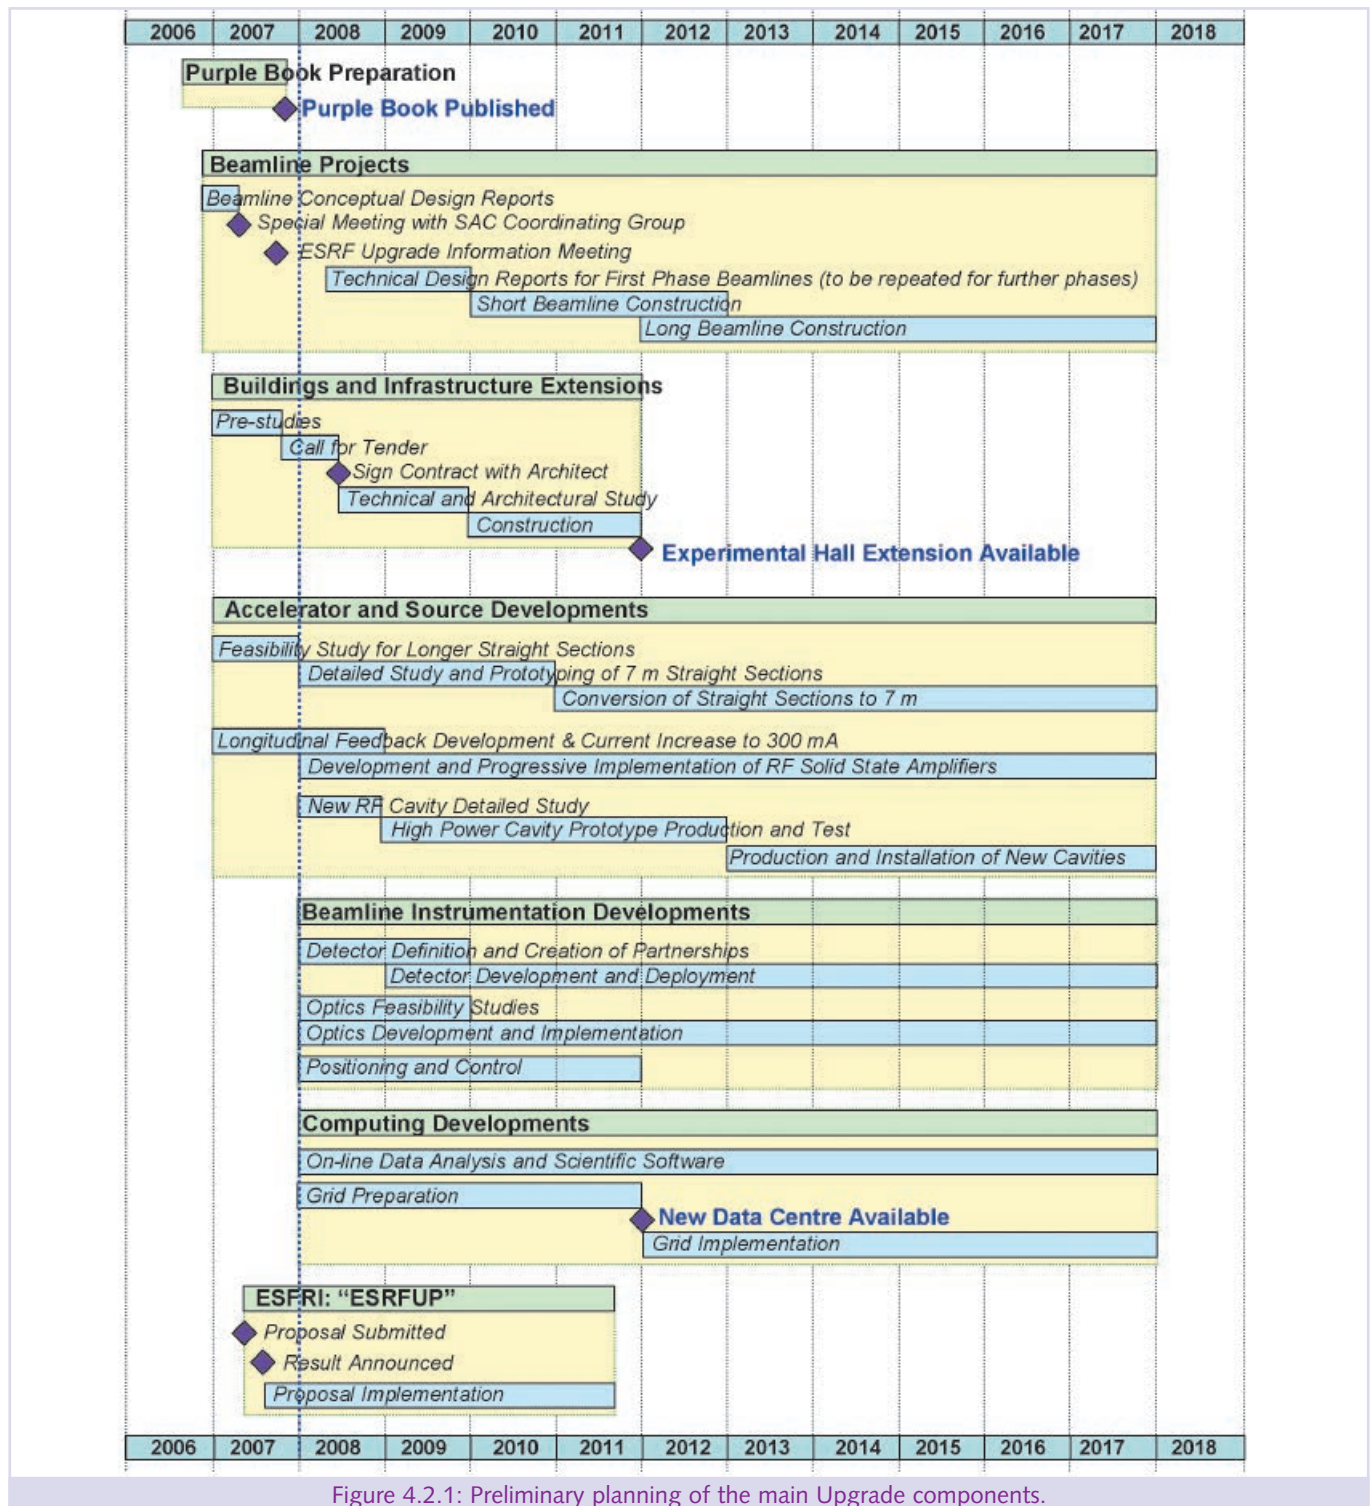 2006 2007 2008 2009 2010 2011 2012 2013 2014 2015 2016 2017 2018
Purple Book Preparation
Purple Book Published
Beamline Projects
Beamline Conceptual Design Reports
Special Meeting with SAC Coordinating Group
ESRF Upgrade Information Meeting
Technical Design Reports for First Phase Beamlines (to be repeated for further phases)
Short Beamline Construction
Long Beamline Construction
Buildings and Infrastructure Extensions
Pre-studies
Call for Tender
Sign Contract with Architect
Technical and Architectural Study
Construction
Experimental Hall Extension Available
Accelerator and Source Developments
Feasibility Study for Longer Straight Sections
Detailed Study and Prototyping of 7 m Straight Sections
Conversion of Straight Sections to 7 m
Longitudinal Feedback Development & Current Increase to 300 mA
Development and Progressive Implementation of RF Solid State Amplifiers
New RF Cavity Detailed Study
High Power Cavity Prototype Production and Test
Production and Installation of New Cavities
Beamline Instrumentation Developments
Detector Definition and Creation of Partnerships
Detector Development and Deployment
Optics Feasibility Studies
Optics Development and Implementation
Positioning and Control
Computing Developments
On-line Data Analysis and Scientific Software
Grid Preparation
New Data Centre Available
Grid Implementation
ESFRI: “ESRFUP”
Proposal Submitted
Result Announced
Proposal Implementation
2006 2007 2008 2009 2010 2011 2012 2013 2014 2015 2016 2017 2018
Figure 4.2.1: Preliminary planning of the main Upgrade components.